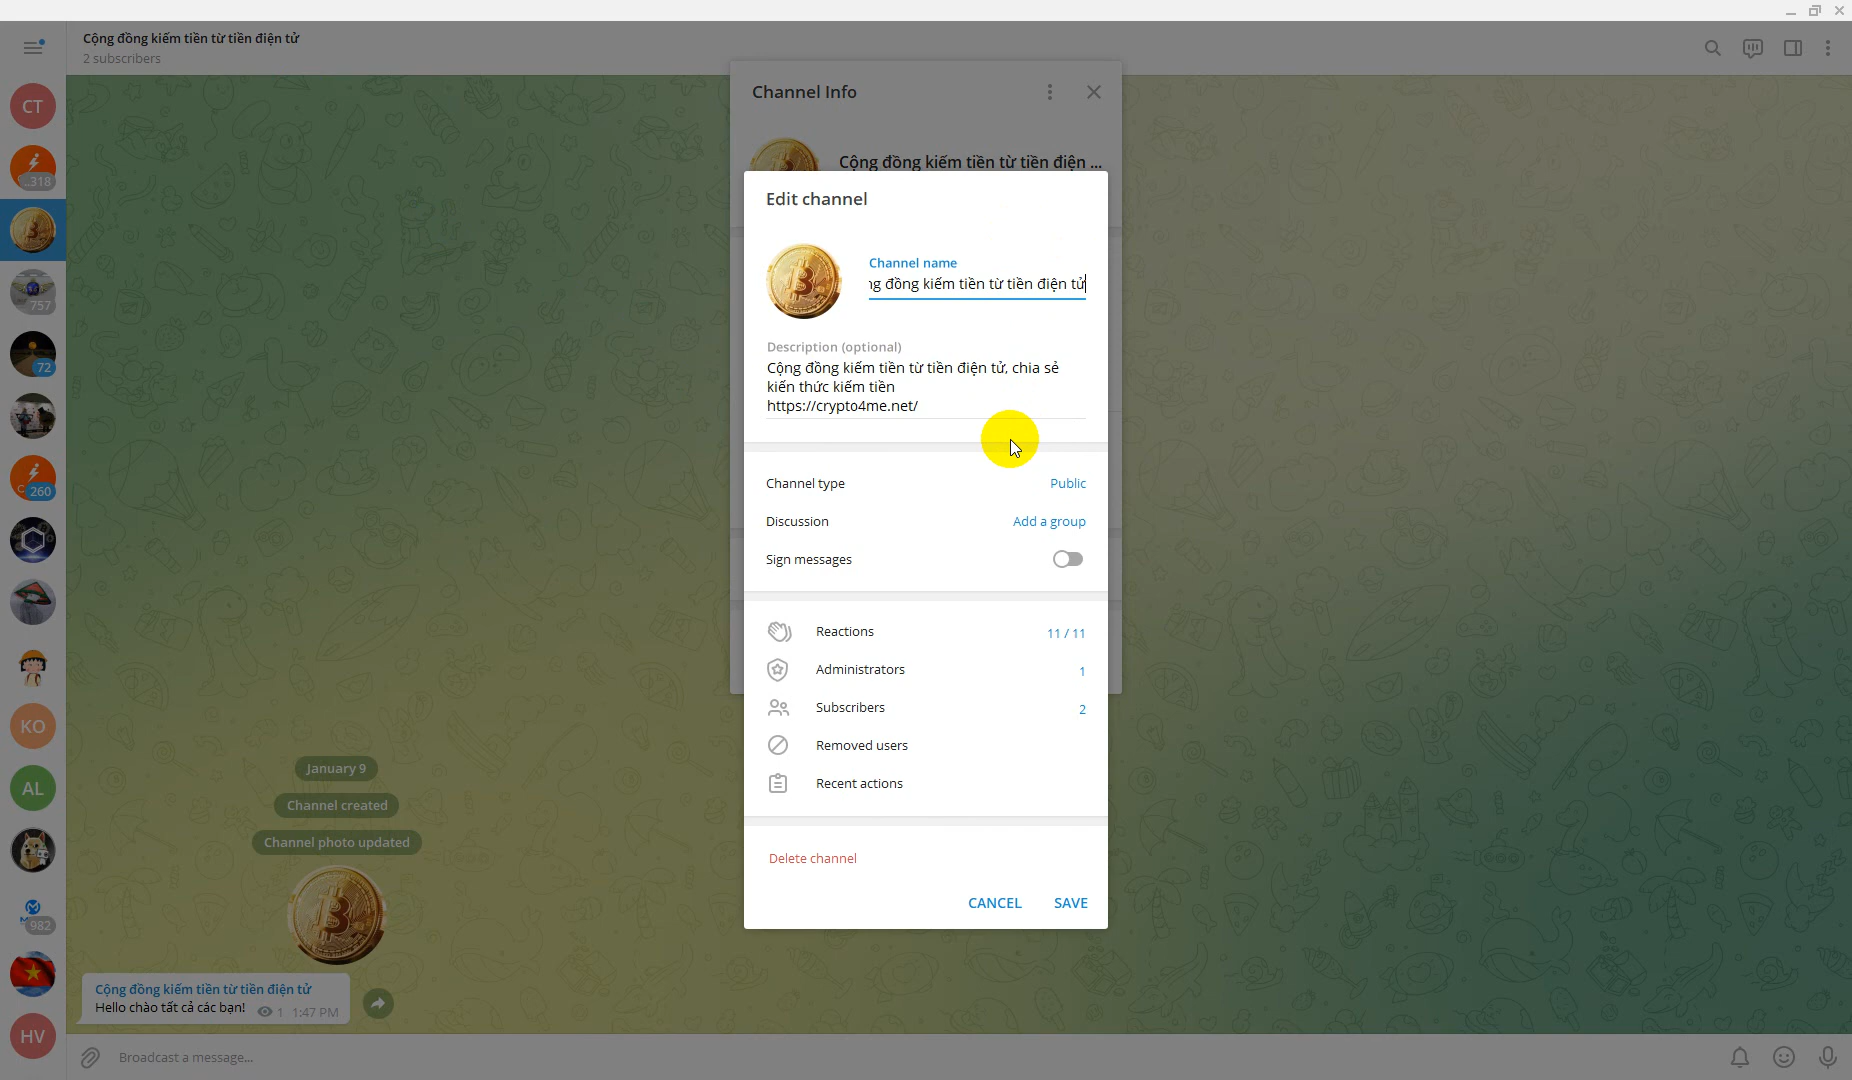 Cộng đồng kiếm tiền từ tiền điện tử
2 subscribers
CT
..318
757
72
C 260
KO
AL
982
HV
Channel Info
Cộng đồng kiếm tiền từ tiền điện ...
Edit channel
Channel name
ng đồng kiếm tiền từ tiền điện tử
Description (optional)
Cộng đồng kiếm tiền từ tiền điện tử, chia sẻ
kiến thức kiếm tiền
https://crypto4me.net/
Channel type Public
Discussion Add a group
Sign messages
Reactions 11 / 11
Administrators 1
Subscribers 2
Removed users
Recent actions
Delete channel
CANCEL SAVE
January 9
Channel created
Channel photo updated
Cộng đồng kiếm tiền từ tiền điện tử
Hello chào tất cả các bạn! 1 1:47 PM
Broadcast a message...